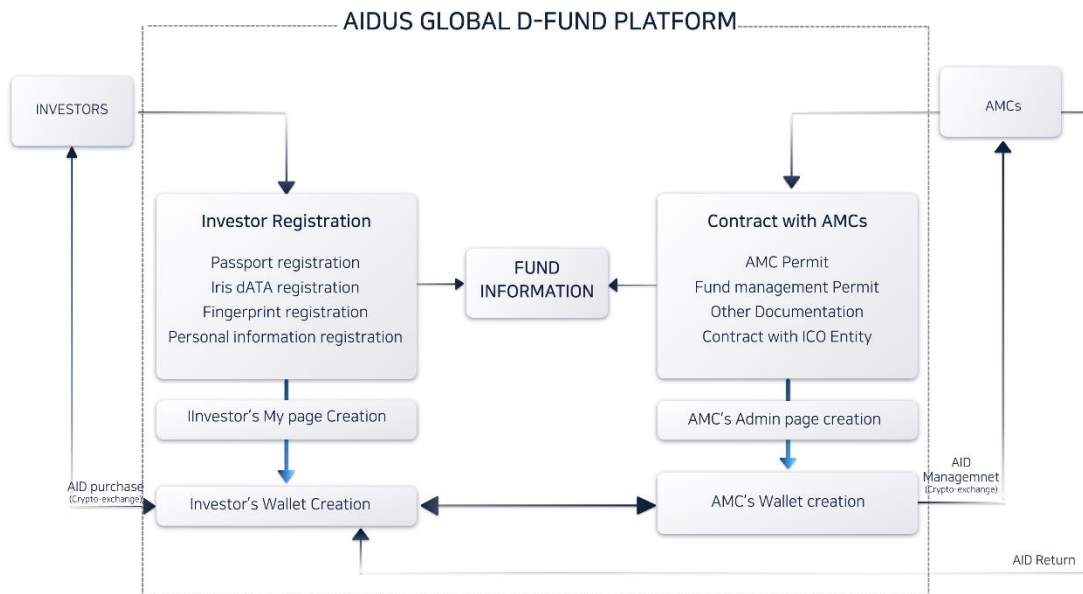 AIDUS GLOBAL D-FUND PLATFORM
INVESTORS
AMCs
Investor Registration
Passport registration
Iris dATA registration
Fingerprint registration
Personal information registration
FUND
INFORMATION
Contract with AMCs
AMC Permit
Fund management Permit
Other Documentation
Contract with ICO Entity
IInvestor's My page Creation
AMC's Admin page creation
AID purchase
(Crypto-exchange)
Investor's Wallet Creation
AMC's Wallet creation
AID
Managemnet
(Crypto-exchange)
AID Return